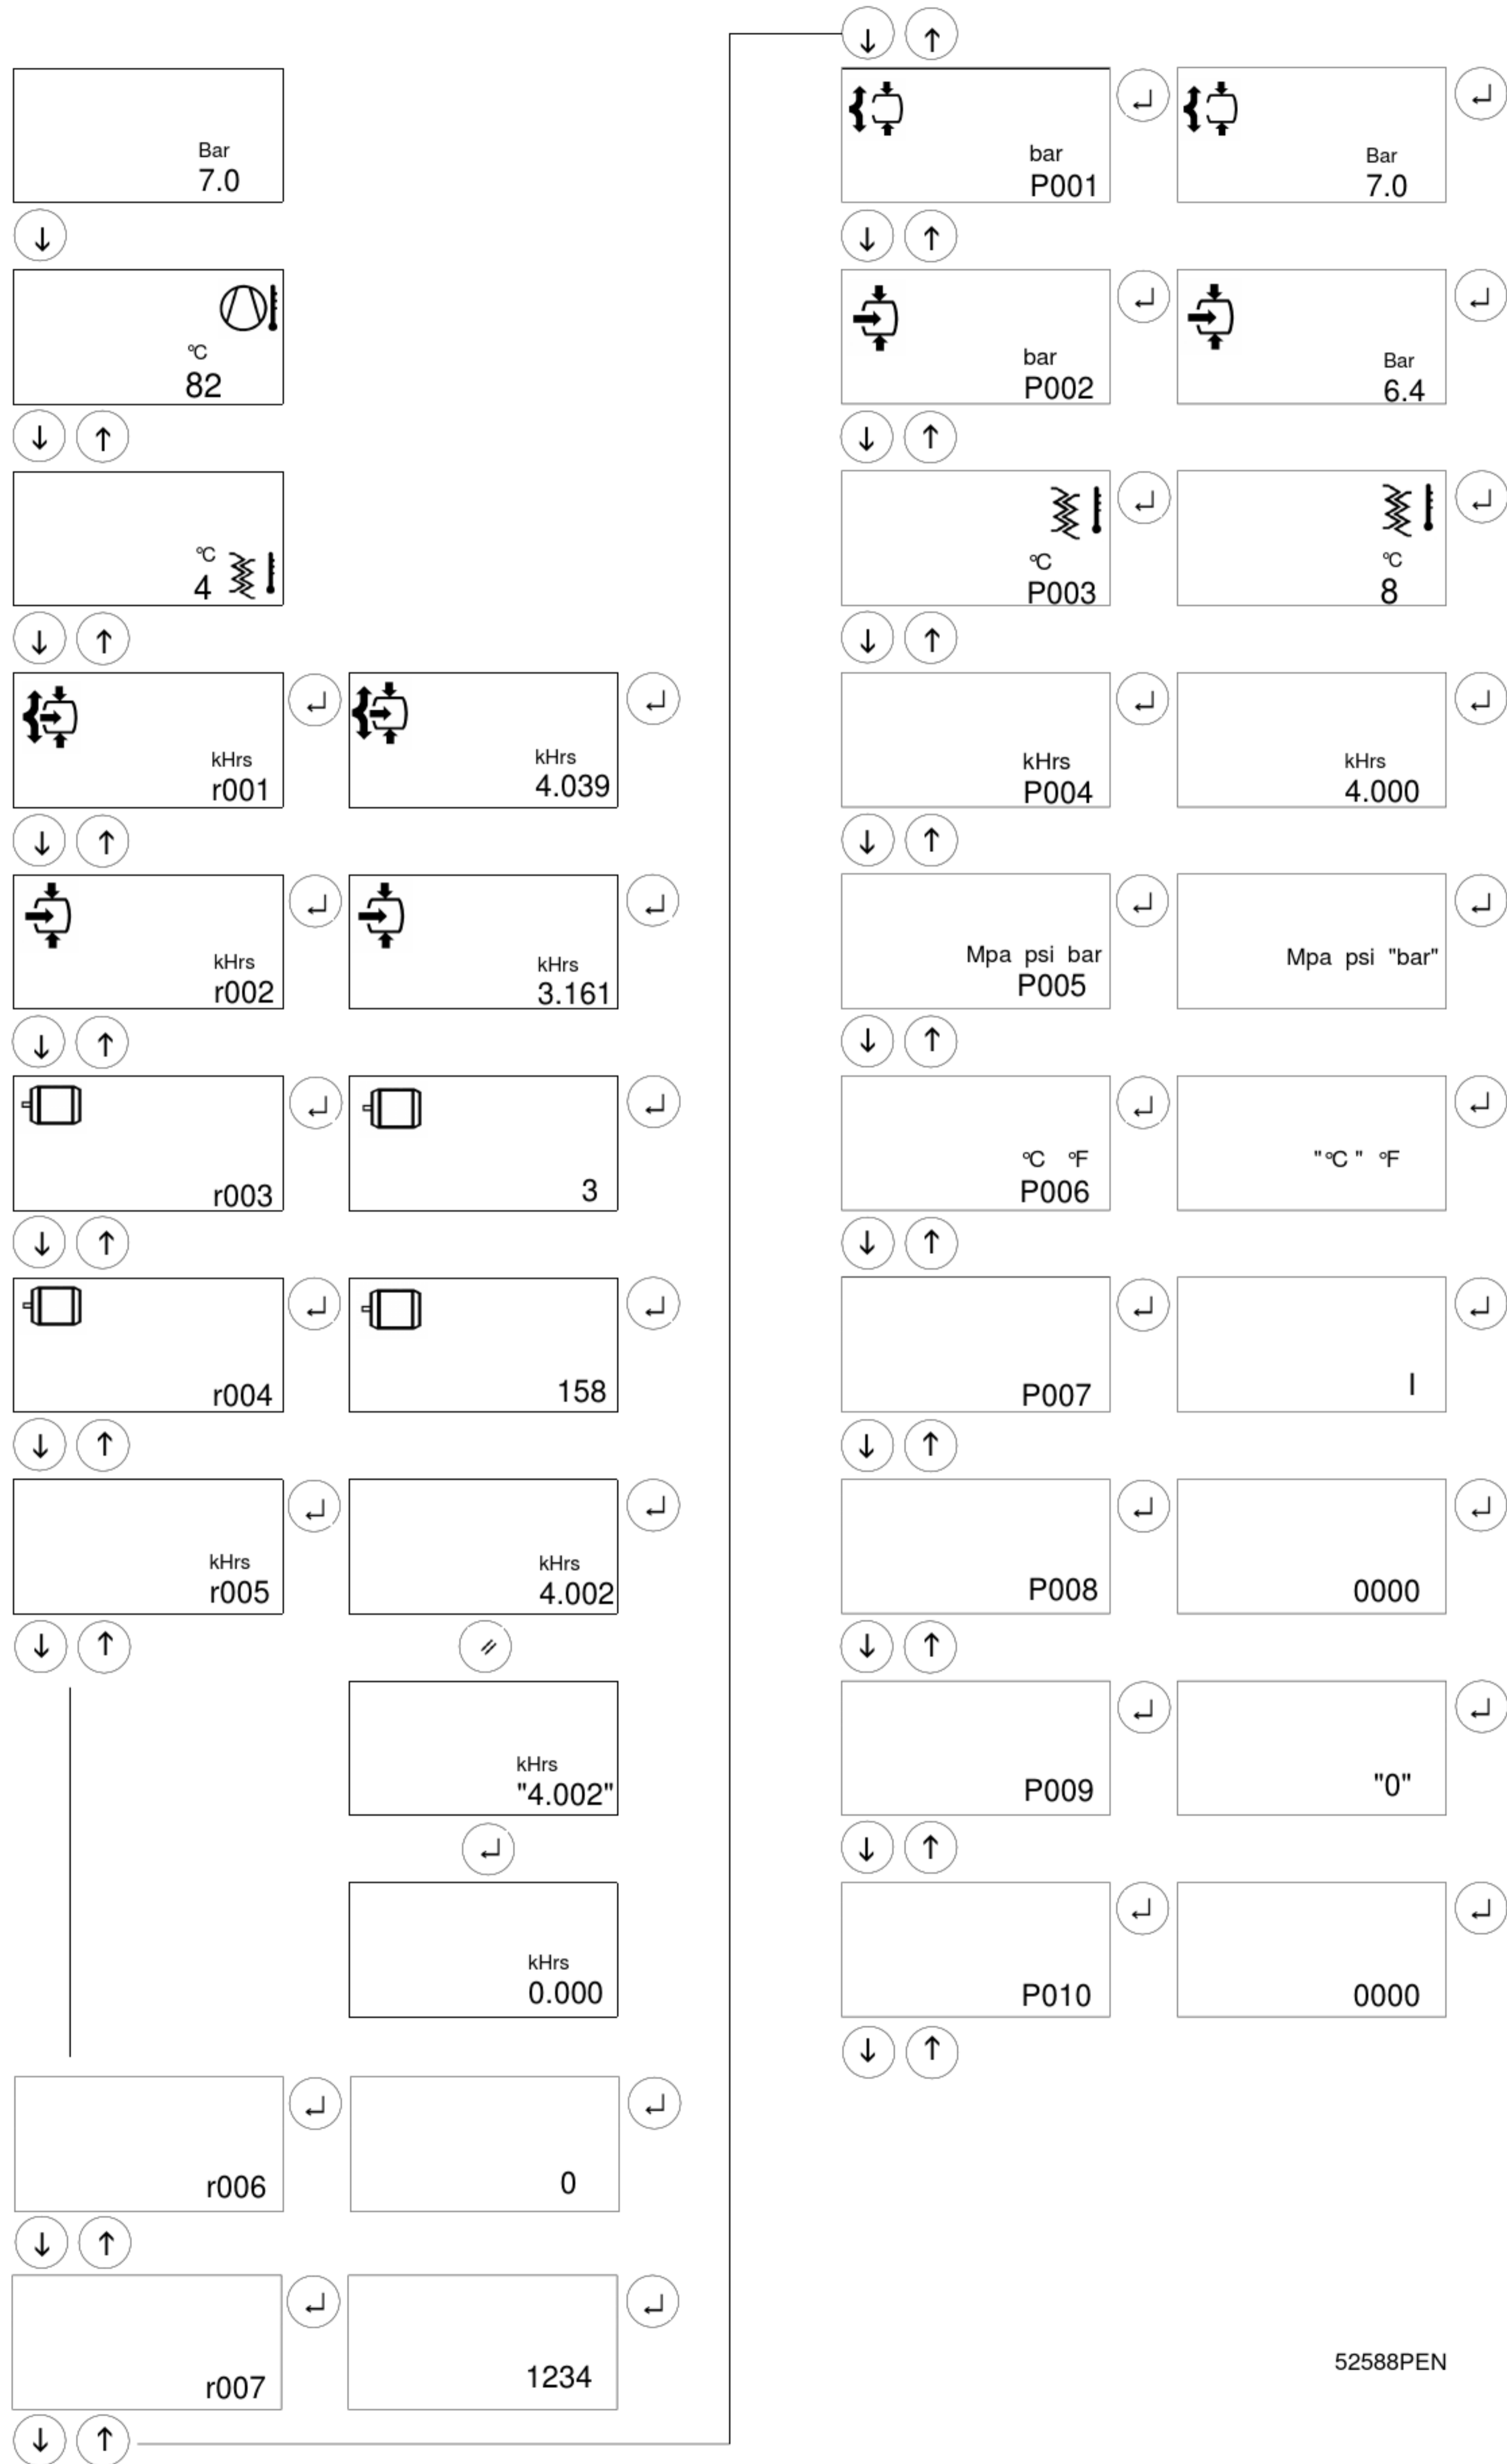 Bar
7.0
°C
82
°C
4
kHrs
r001
kHrs
4.039
kHrs
r002
kHrs
3.161
r003
3
r004
158
kHrs
r005
kHrs
4.002
kHrs
"4.002"
kHrs
0.000
r006
0
r007
1234
bar
P001
Bar
7.0
bar
P002
Bar
6.4
°C
P003
°C
8
kHrs
P004
kHrs
4.000
Mpa psi bar
P005
Mpa psi "bar"
°C °F
P006
"°C" °F
P007
I
P008
0000
P009
"0"
P010
0000
52588PEN